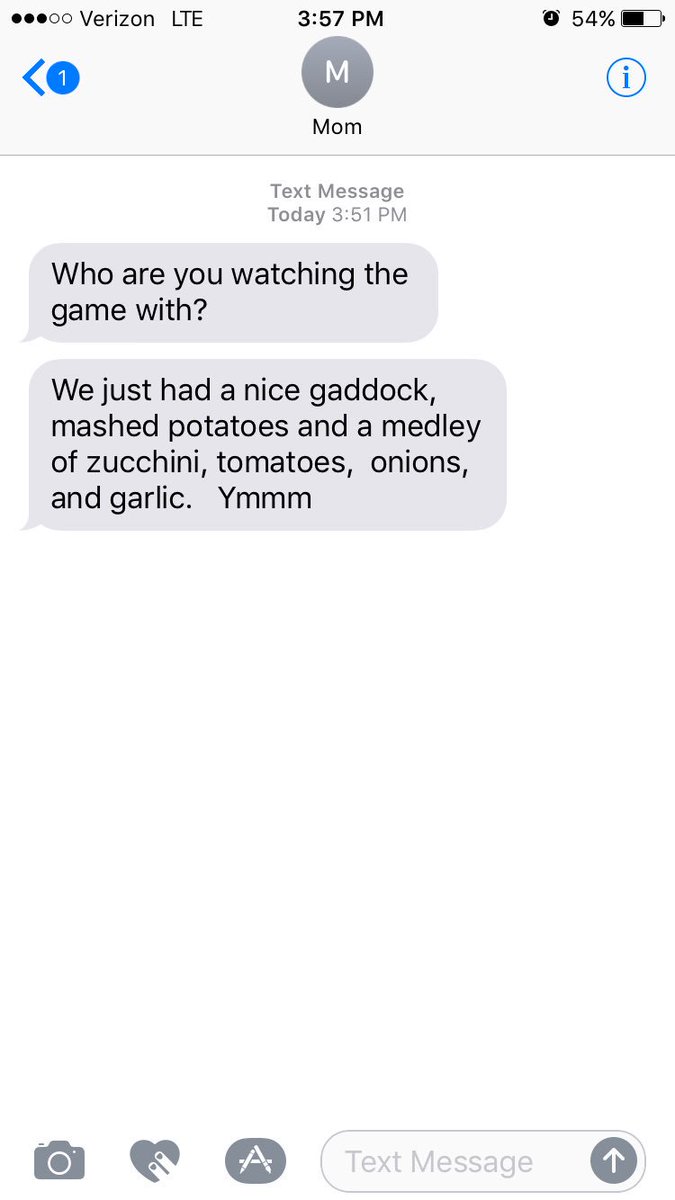 Verizon LTE 3:57 PM 54%
1
M
Mom
Text Message
Today 3:51 PM
Who are you watching the
game with?
We just had a nice gaddock,
mashed potatoes and a medley
of zucchini, tomatoes,  onions,
and garlic.   Ymmm
Text Message